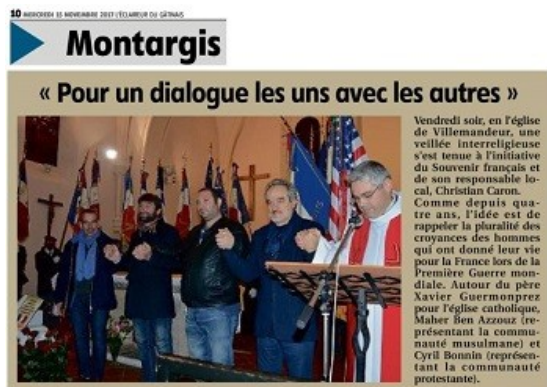 10 MERCREDI 15 NOVEMBRE 2017 L'ÉCLAIREUR DU GÂTINAIS
Montargis
« Pour un dialogue les uns avec les autres »
Vendredi soir, en l'église
de Villemandeur, une
veillée interreligieuse
s'est tenue à l'initiative
du Souvenir français et
de son responsable lo-
cal, Christian Caron.
Comme depuis qua-
tre ans, l'idée est de
rappeler la pluralité des
croyances des hommes
qui ont donné leur vie
pour la France lors de la
Première Guerre mon-
diale. Autour du père
Xavier Guermonprez
pour l'église catholique,
Maher Ben Azzouz (re-
présentant la commu-
nauté musulmane) et
Cyril Bonnin (représen-
tant la communauté
protestante).